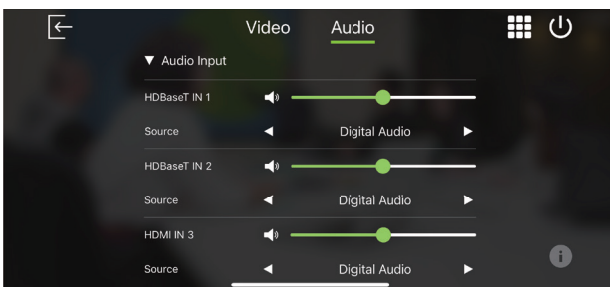 Video Audio
▼ Audio Input
HDBaseT IN 1
Source ◀ Digital Audio ▶
HDBaseT IN 2
Source ◀ Digital Audio ▶
HDMI IN 3
Source ◀ Digital Audio ▶
i